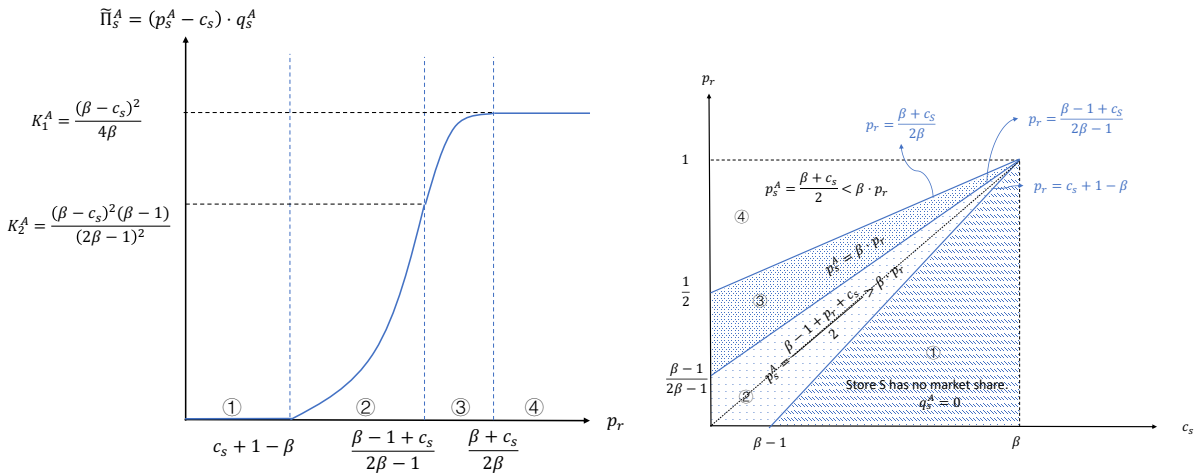 Π̃_s^A = (p_s^A − c_s) · q_s^A
K_1^A = (β − c_s)^2 / 4β
K_2^A = (β − c_s)^2(β − 1) / (2β − 1)^2
① ② ③ ④
p_r
c_s + 1 − β
(β − 1 + c_s) / (2β − 1)
(β + c_s) / 2β
p_r
p_r = (β + c_s) / 2β
p_r = (β − 1 + c_s) / (2β − 1)
1
p_s^A = (β + c_s) / 2 < β · p_r
p_r = c_s + 1 − β
④
p_s^A = β · p_r
1/2
③
p_s^A = (β − 1 + p_r + c_s) / 2 > β · p_r
①
(β − 1) / (2β − 1)
②
Store S has no market share.
q_s^A = 0
β − 1
β
c_s